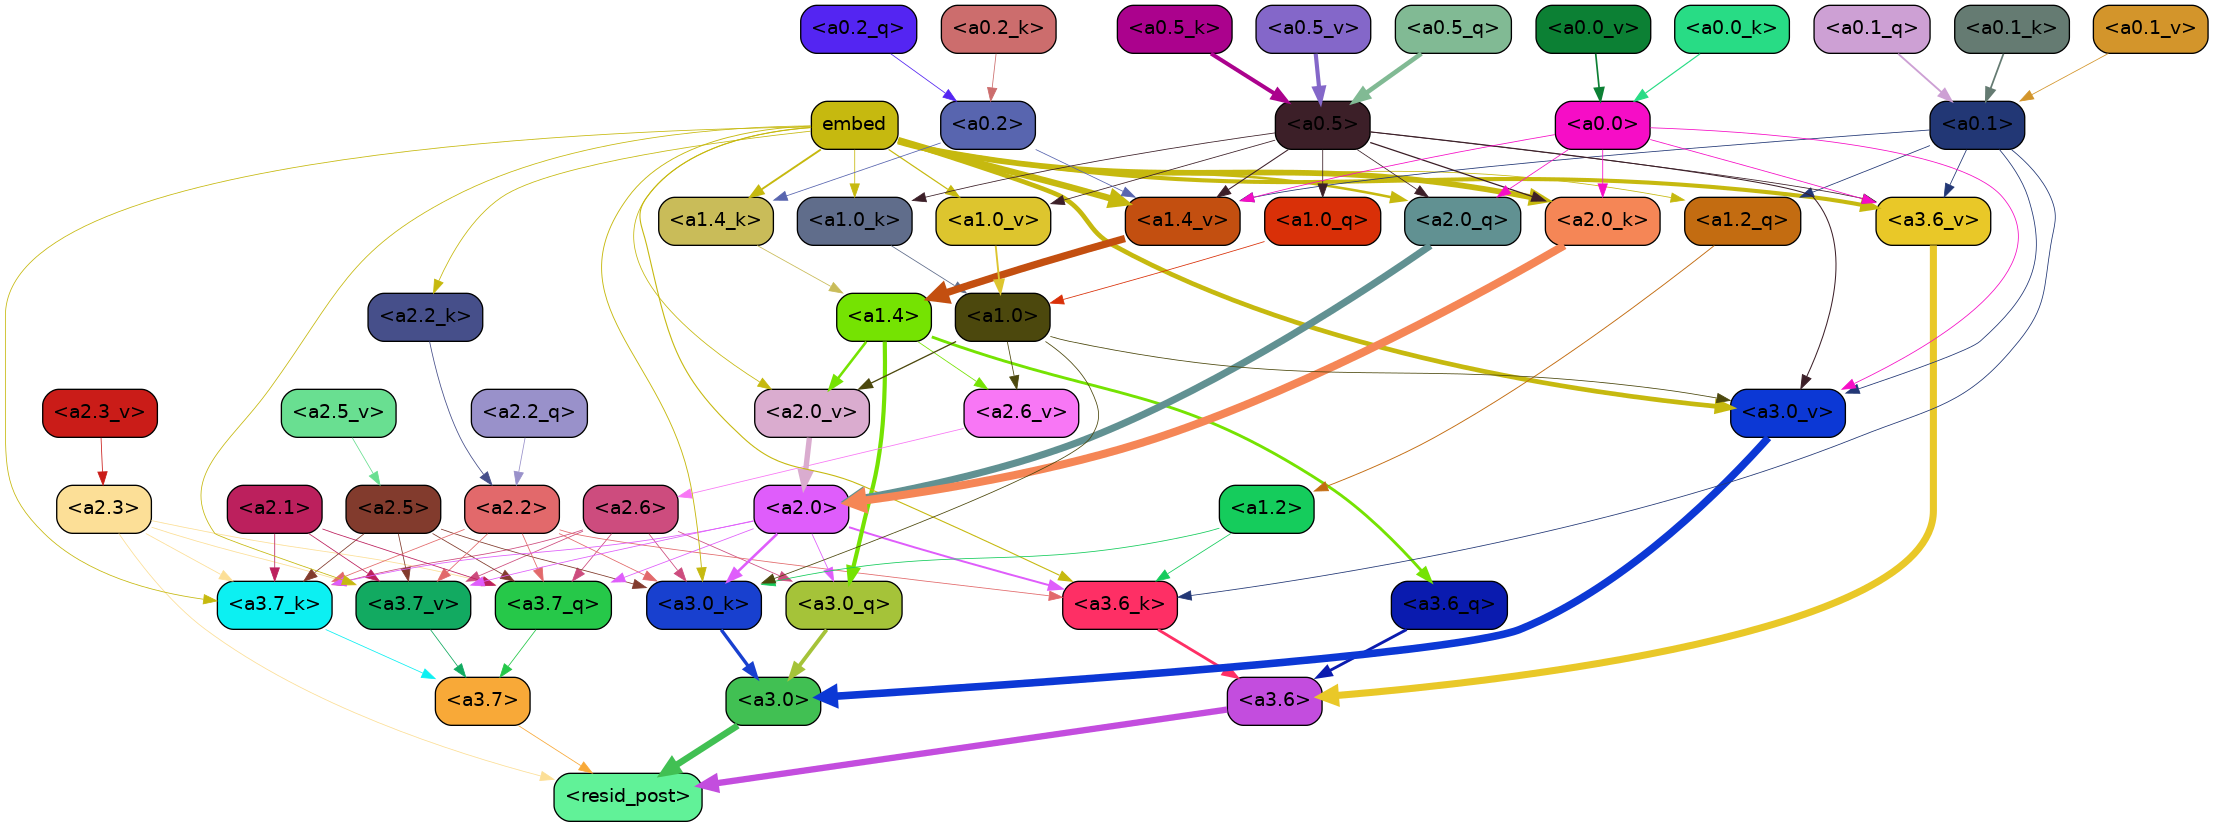 <a0.2_q> <a0.2_k> <a0.5_k> <a0.5_v> <a0.5_q> <a0.0_v> <a0.0_k> <a0.1_q> <a0.1_k> <a0.1_v>
embed <a0.2> <a0.5> <a0.0> <a0.1>
<a1.4_k> <a1.0_k> <a1.0_v> <a1.4_v> <a1.0_q> <a2.0_q> <a2.0_k> <a1.2_q> <a3.6_v>
<a2.2_k> <a1.4> <a1.0>
<a2.3_v> <a2.5_v> <a2.2_q> <a2.0_v> <a2.6_v> <a3.0_v>
<a2.3> <a2.1> <a2.5> <a2.2> <a2.6> <a2.0> <a1.2>
<a3.7_k> <a3.7_v> <a3.7_q> <a3.0_k> <a3.0_q> <a3.6_k> <a3.6_q>
<a3.7> <a3.0> <a3.6>
<resid_post>